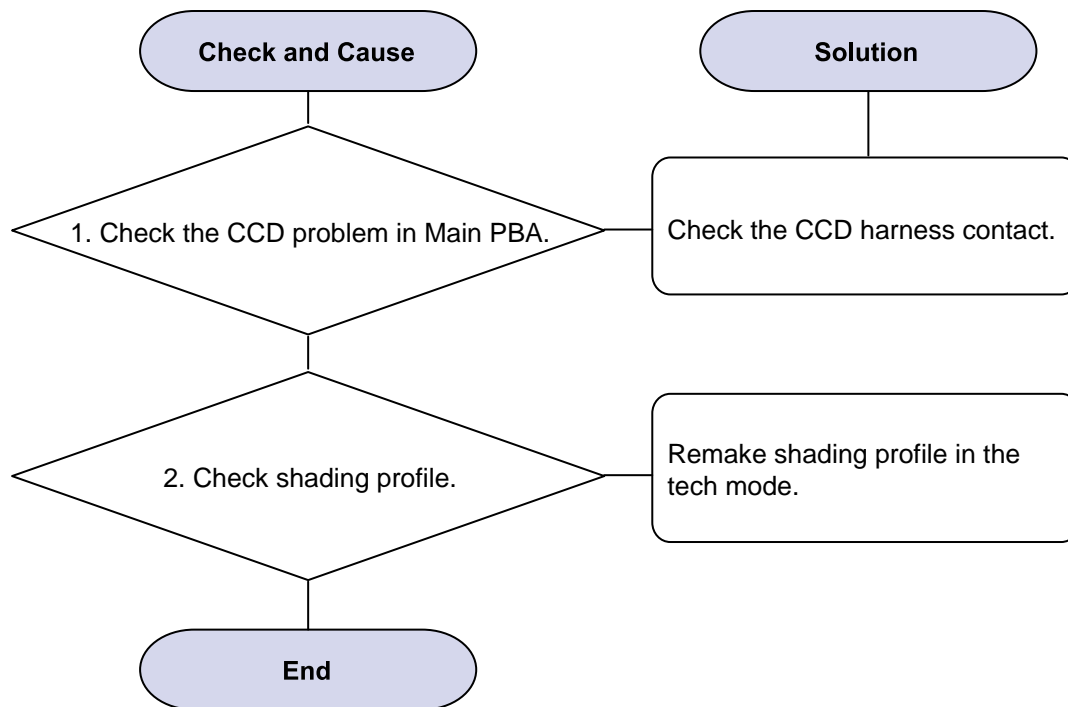 Check and Cause
Solution
1. Check the CCD problem in Main PBA.
Check the CCD harness contact.
2. Check shading profile.
Remake shading profile in the
tech mode.
End